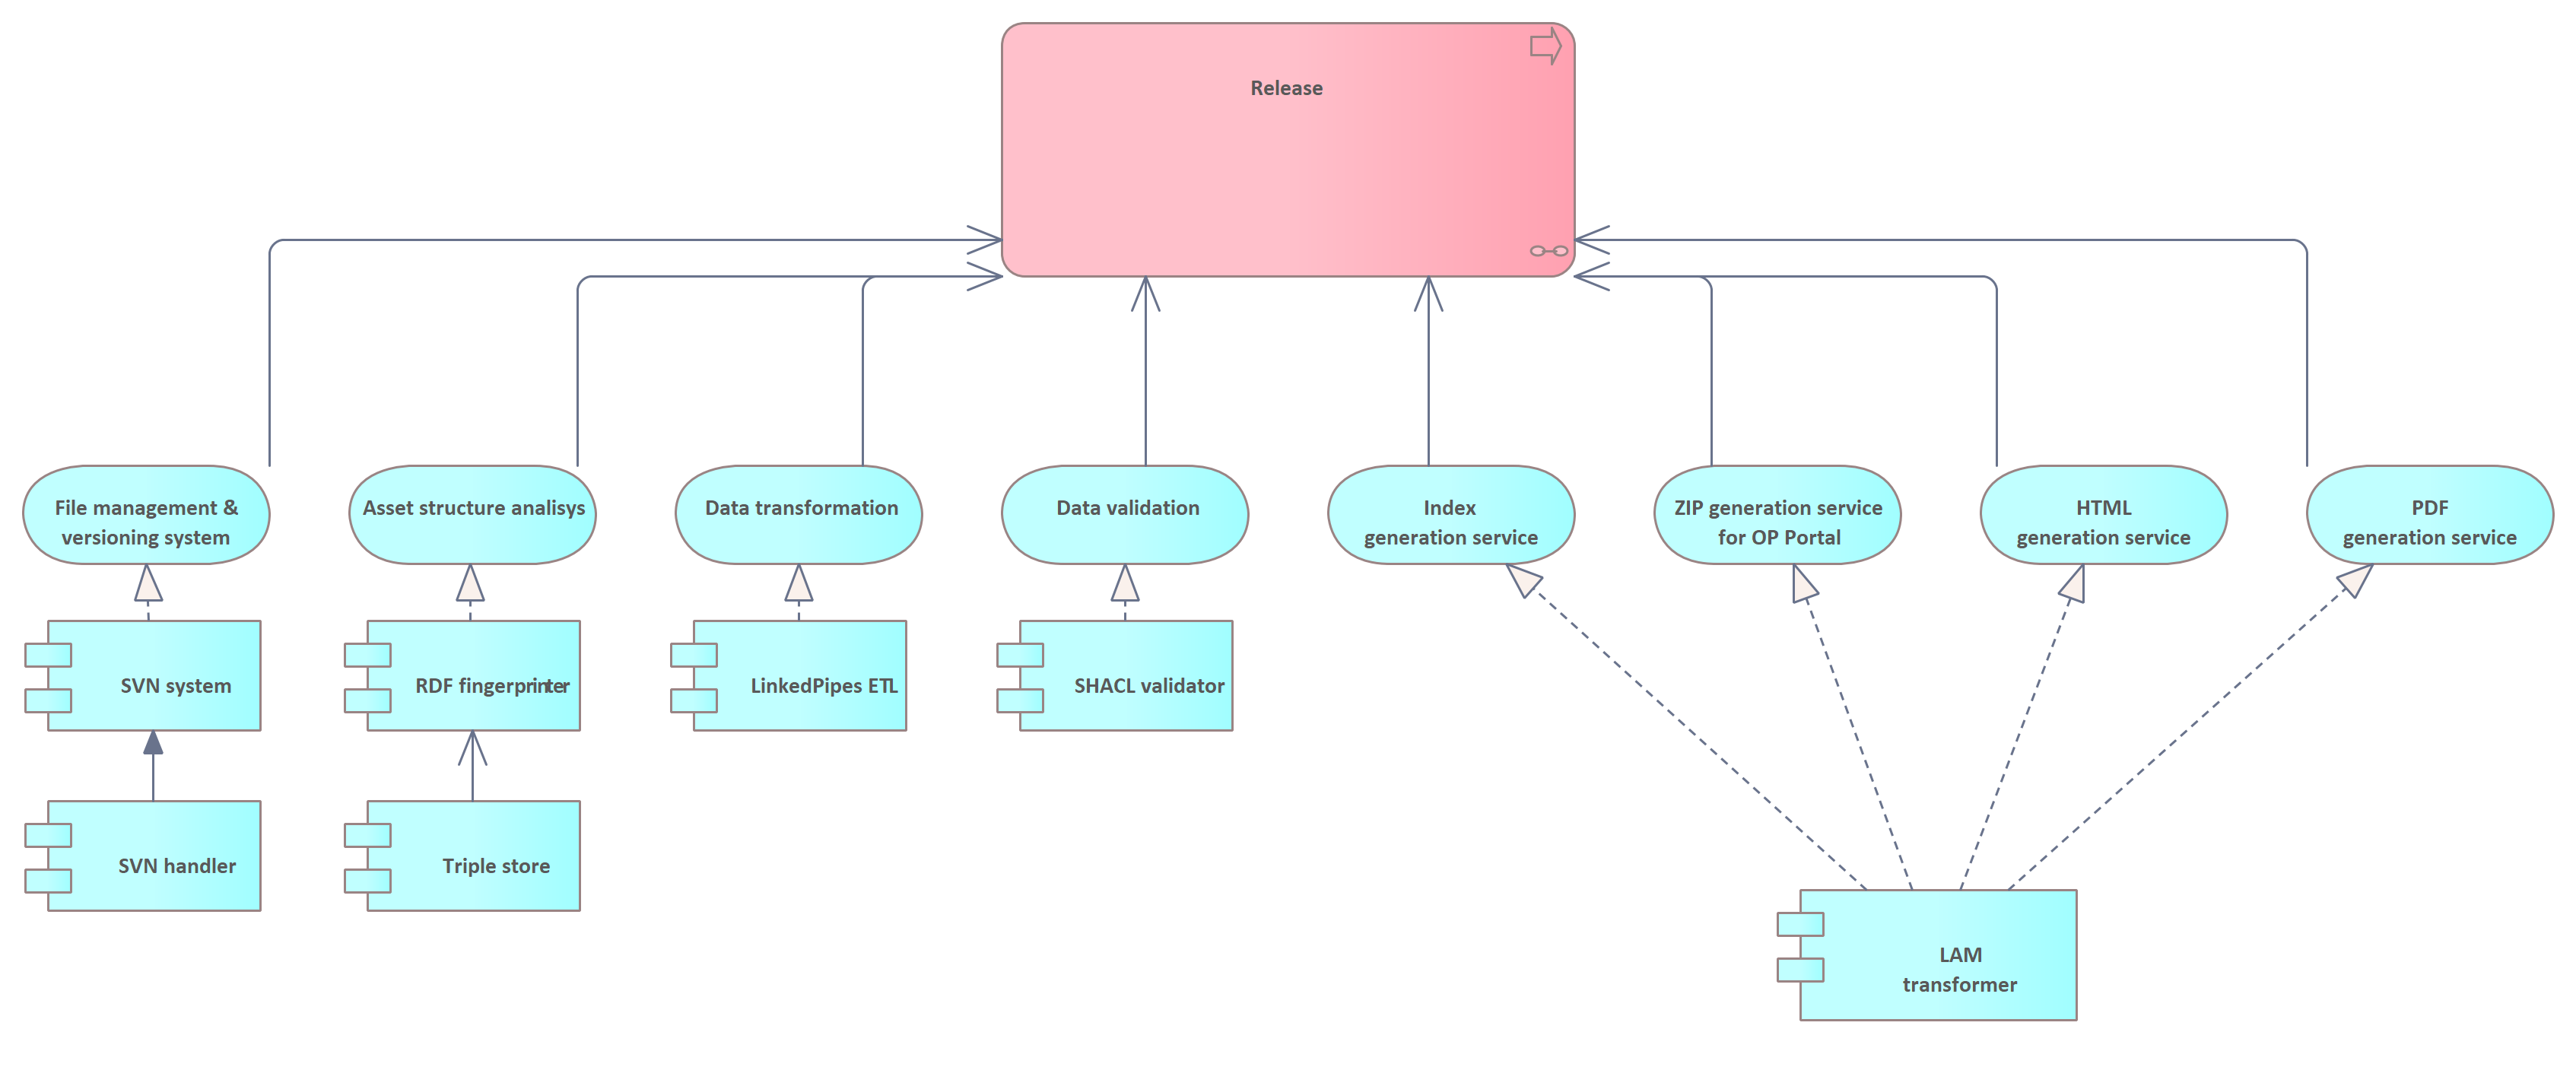 Release
File management &
versioning system
Asset structure analisys
Data transformation
Data validation
Index
generation service
ZIP generation service
for OP Portal
HTML
generation service
PDF
generation service
SVN system
RDF fingerprinter
LinkedPipes ETL
SHACL validator
SVN handler
Triple store
LAM
transformer